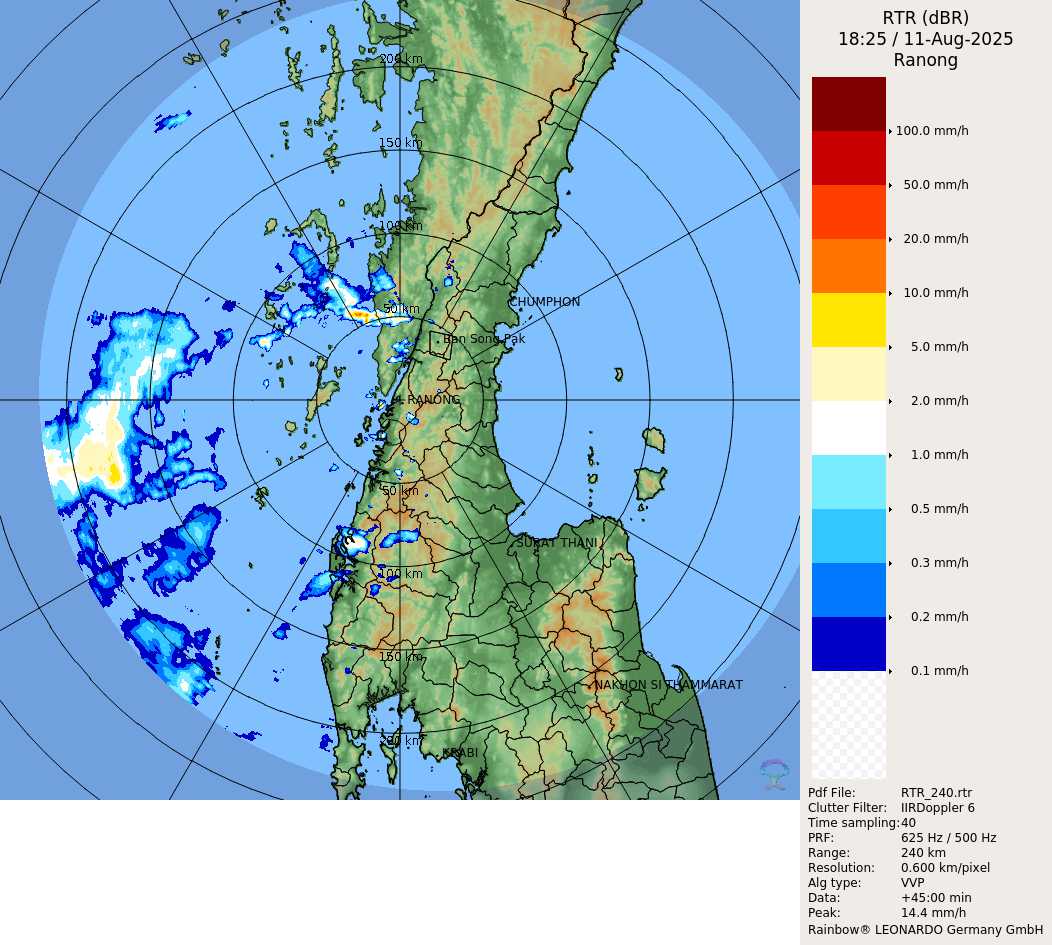 RTR (dBR)
18:25 / 11-Aug-2025
Ranong
200 km
150 km
100 km
50 km
CHUMPHON
Ban Song Pak
RANONG
50 km
SURAT THANI
100 km
150 km
NAKHON SI THAMMARAT
200 km
KRABI
100.0 mm/h
50.0 mm/h
20.0 mm/h
10.0 mm/h
5.0 mm/h
2.0 mm/h
1.0 mm/h
0.5 mm/h
0.3 mm/h
0.2 mm/h
0.1 mm/h
Pdf File: RTR_240.rtr
Clutter Filter: IIRDoppler 6
Time sampling:40
PRF: 625 Hz / 500 Hz
Range: 240 km
Resolution: 0.600 km/pixel
Alg type: VVP
Data: +45:00 min
Peak: 14.4 mm/h
Rainbow® LEONARDO Germany GmbH